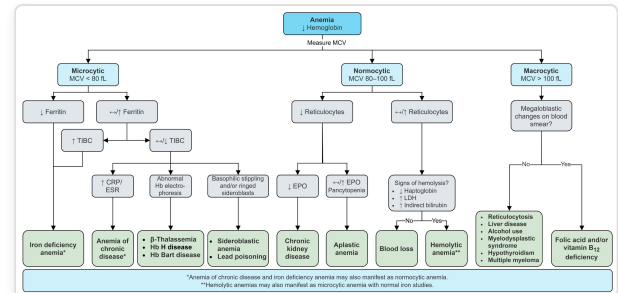 Anemia
↓ Hemoglobin
Measure MCV
Microcytic
MCV < 80 fL
Normocytic
MCV 80–100 fL
Macrocytic
MCV > 100 fL
↓ Ferritin
↔/↑ Ferritin
↓ Reticulocytes
↔/↑ Reticulocytes
Megaloblastic
changes on blood
smear?
↑ TIBC
↔/↓ TIBC
No
Yes
↑ CRP/
ESR
Abnormal
Hb electro-
phoresis
Basophilic stippling
and/or ringed
sideroblasts
↓ EPO
↔/↑ EPO
Pancytopenia
Signs of hemolysis?
• ↓ Haptoglobin
• ↑ LDH
• ↑ Indirect bilirubin
No
Yes
Iron deficiency
anemia*
Anemia of
chronic
disease*
• β-Thalassemia
• Hb H disease
• Hb Bart disease
• Sideroblastic
anemia
• Lead poisoning
Chronic
kidney
disease
Aplastic
anemia
Blood loss
Hemolytic
anemia**
• Reticulocytosis
• Liver disease
• Alcohol use
• Myelodysplastic
syndrome
• Hypothyroidism
• Multiple myeloma
Folic acid and/or
vitamin B12
deficiency
*Anemia of chronic disease and iron deficiency anemia may also manifest as normocytic anemia.
**Hemolytic anemias may also manifest as microcytic anemia with normal iron studies.